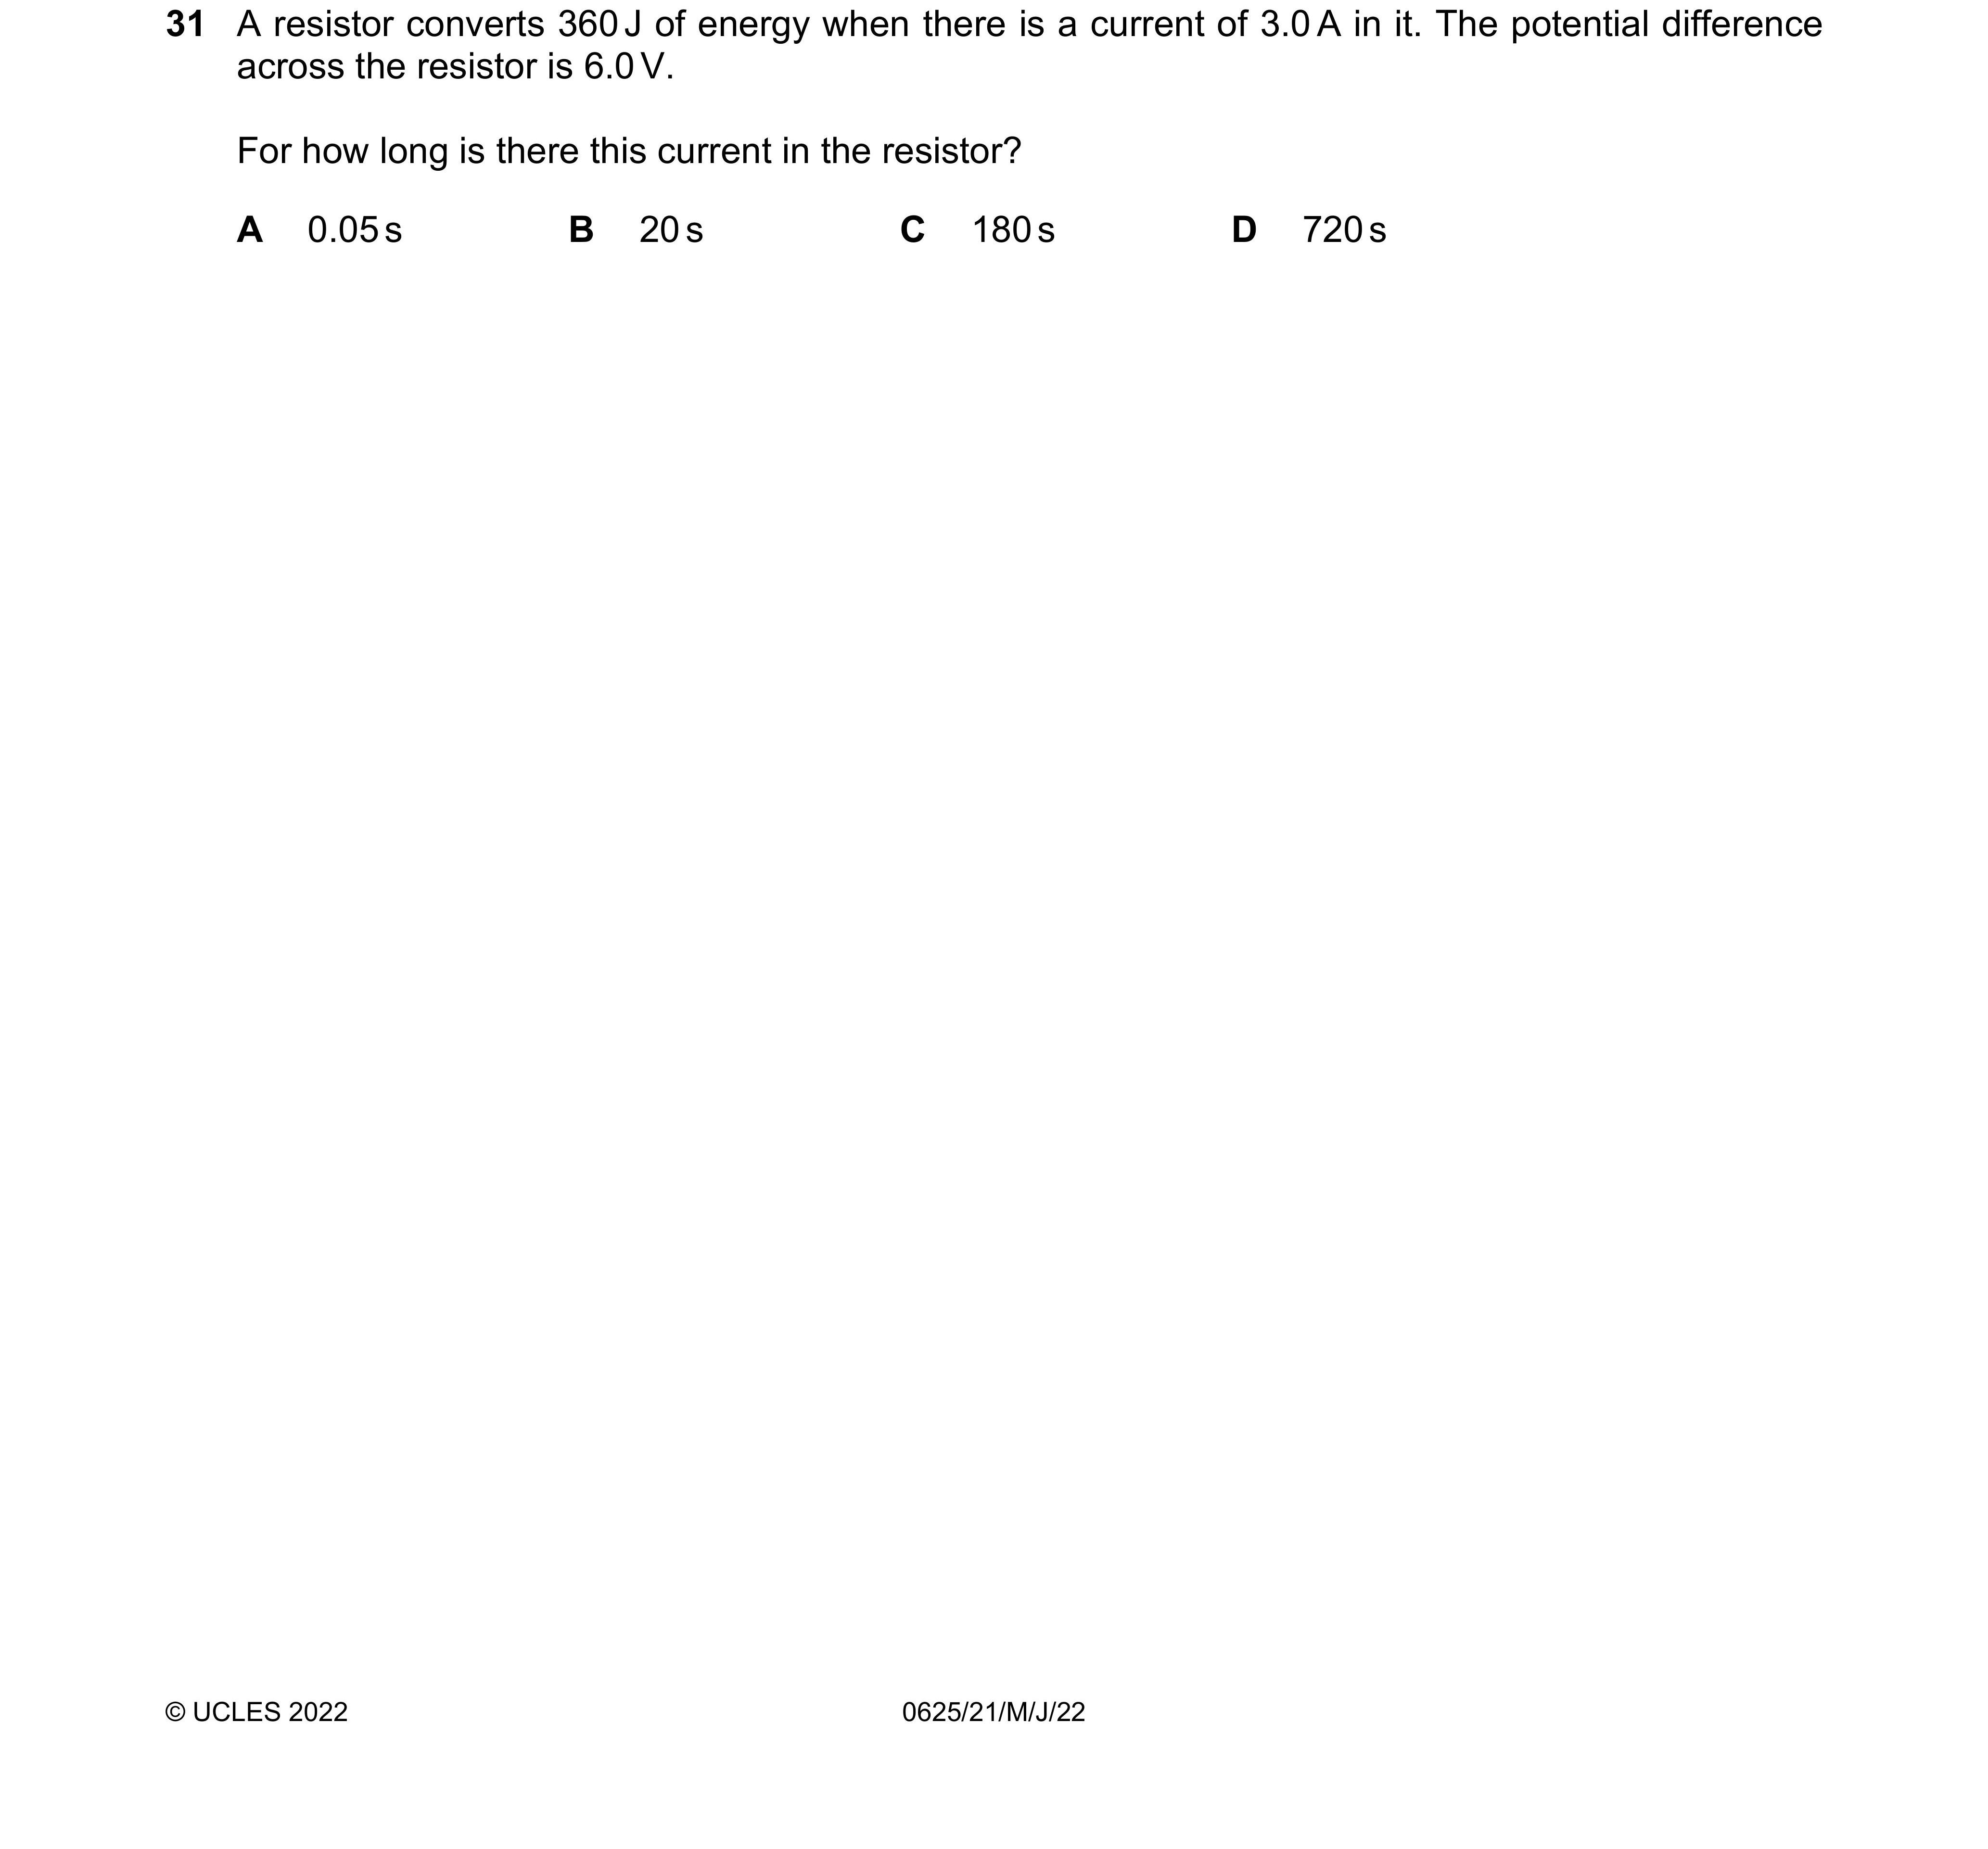 31 A resistor converts 360 J of energy when there is a current of 3.0 A in it. The potential difference
across the resistor is 6.0 V.
For how long is there this current in the resistor?
A 0.05 s B 20 s C 180 s D 720 s
© UCLES 2022 0625/21/M/J/22